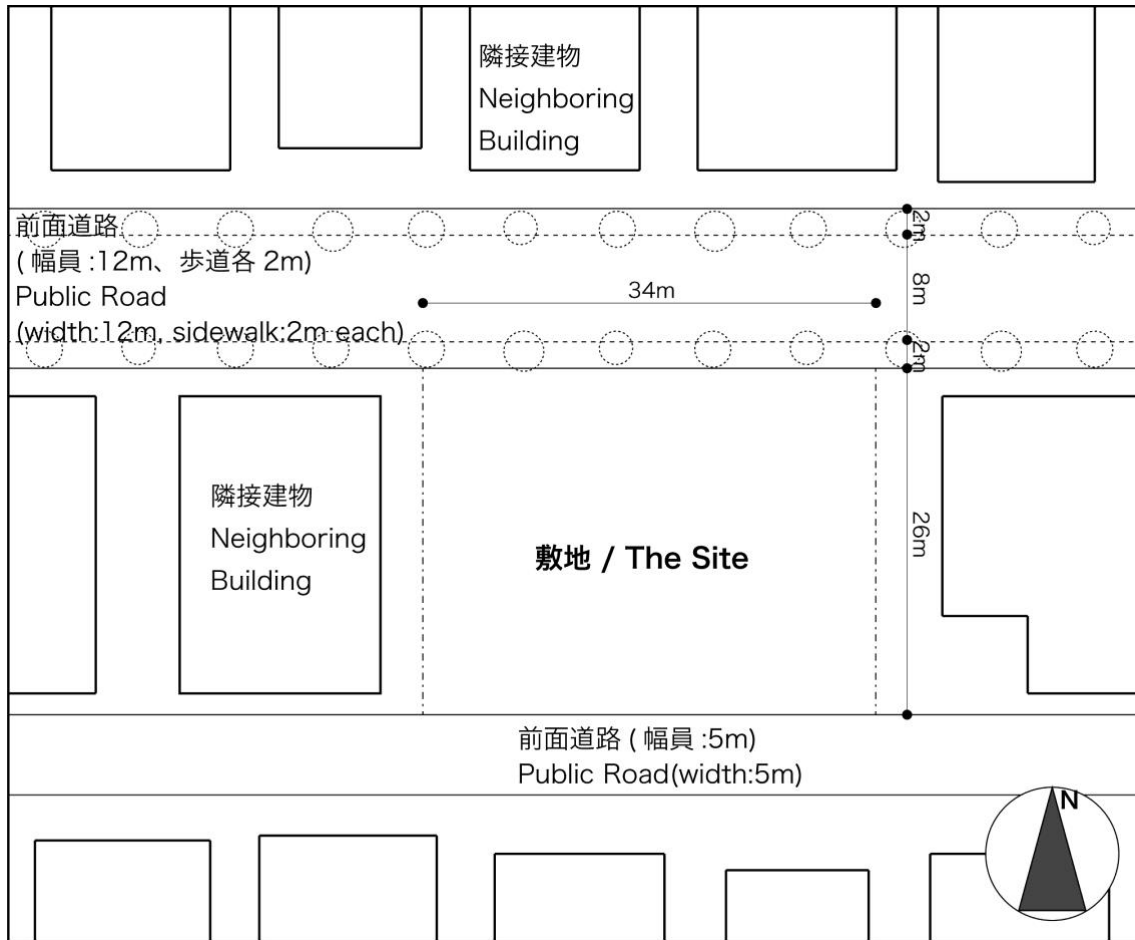 隣接建物
Neighboring
Building
前面道路
( 幅員 :12m、歩道各 2m)
Public Road
(width:12m, sidewalk:2m each)
2m
8m
2m
34m
26m
隣接建物
Neighboring
Building
敷地 / The Site
前面道路 ( 幅員 :5m)
Public Road(width:5m)
N